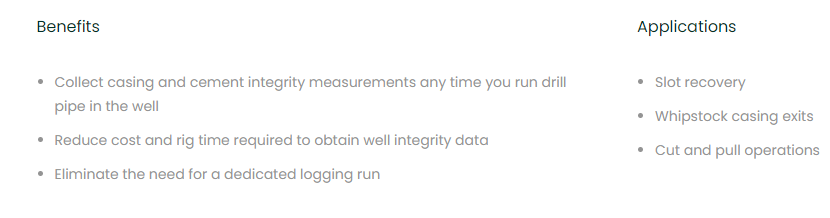 Benefits
Collect casing and cement integrity measurements any time you run drill
pipe in the well
Reduce cost and rig time required to obtain well integrity data
Eliminate the need for a dedicated logging run
Applications
Slot recovery
Whipstock casing exits
Cut and pull operations